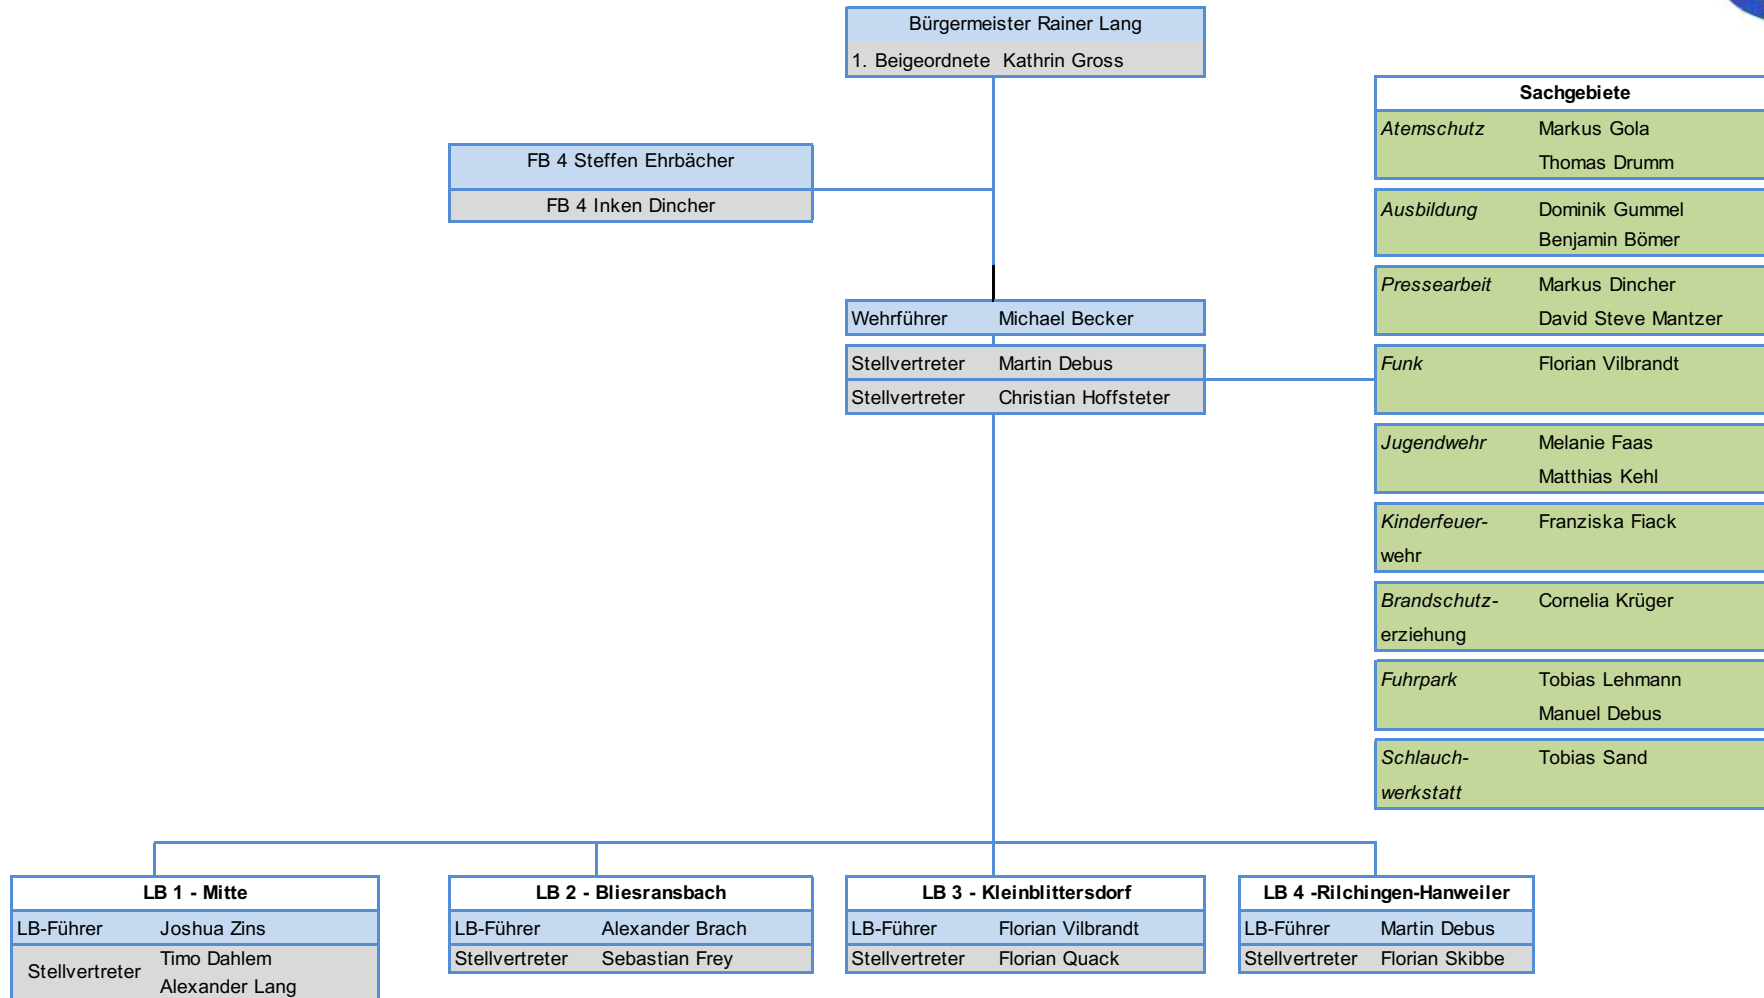 Bürgermeister Rainer Lang
1. Beigeordnete Kathrin Gross
FB 4 Steffen Ehrbächer
FB 4 Inken Dincher
Wehrführer Michael Becker
Stellvertreter Martin Debus
Stellvertreter Christian Hoffsteter
Sachgebiete
Atemschutz Markus Gola
Thomas Drumm
Ausbildung Dominik Gummel
Benjamin Bömer
Pressearbeit Markus Dincher
David Steve Mantzer
Funk Florian Vilbrandt
Jugendwehr Melanie Faas
Matthias Kehl
Kinderfeuer- Franziska Fiack
wehr
Brandschutz- Cornelia Krüger
erziehung
Fuhrpark Tobias Lehmann
Manuel Debus
Schlauch- Tobias Sand
werkstatt
LB 1 - Mitte
LB-Führer Joshua Zins
Stellvertreter Timo Dahlem
Alexander Lang
LB 2 - Bliesransbach
LB-Führer Alexander Brach
Stellvertreter Sebastian Frey
LB 3 - Kleinblittersdorf
LB-Führer Florian Vilbrandt
Stellvertreter Florian Quack
LB 4 -Rilchingen-Hanweiler
LB-Führer Martin Debus
Stellvertreter Florian Skibbe